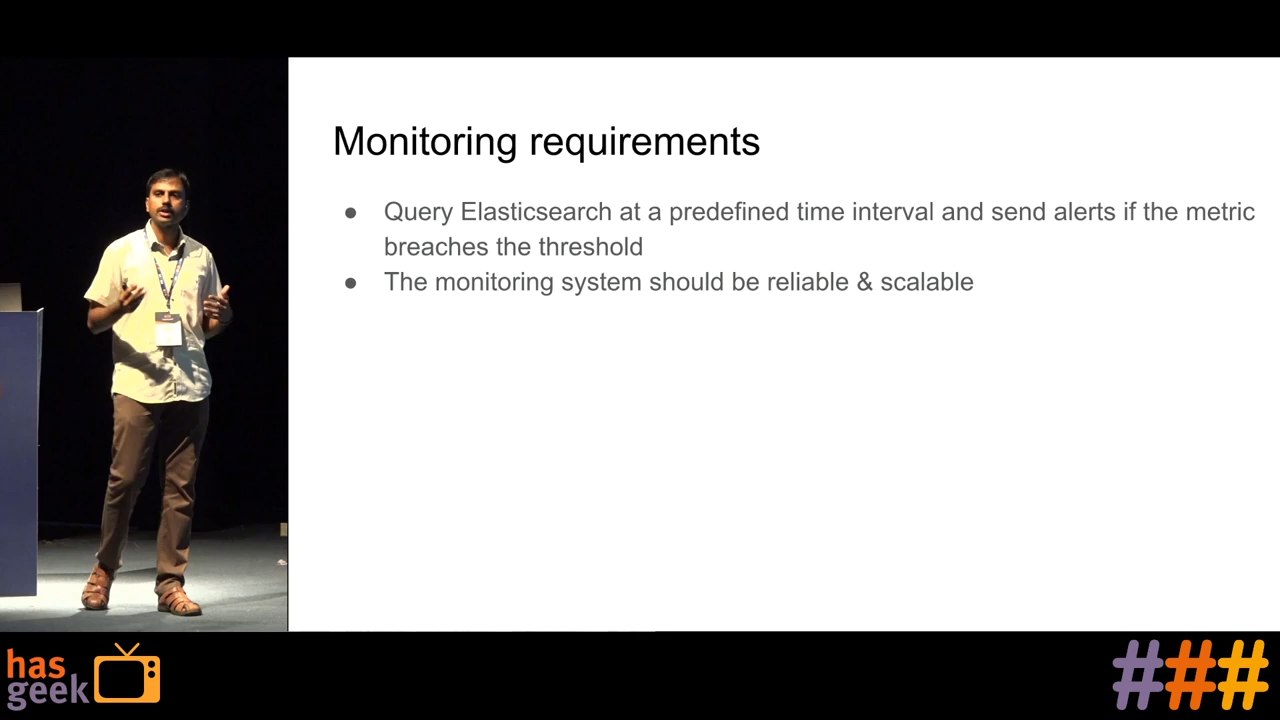 Monitoring requirements
● Query Elasticsearch at a predefined time interval and send alerts if the metric
breaches the threshold
● The monitoring system should be reliable & scalable
has
geek
###